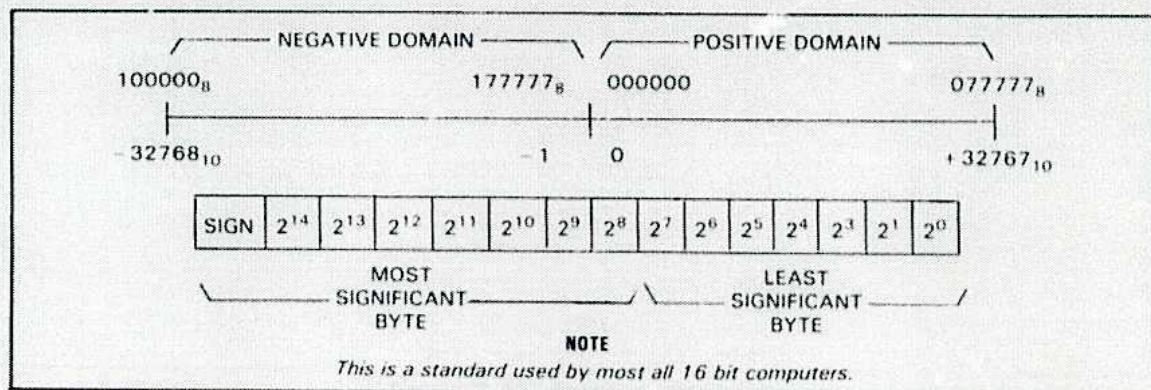 NEGATIVE DOMAIN POSITIVE DOMAIN
100000₈ 177777₈ 000000 077777₈
-32768₁₀ -1 0 +32767₁₀
SIGN 2¹⁴ 2¹³ 2¹² 2¹¹ 2¹⁰ 2⁹ 2⁸ 2⁷ 2⁶ 2⁵ 2⁴ 2³ 2¹ 2⁰
MOST
SIGNIFICANT
BYTE
LEAST
SIGNIFICANT
BYTE
NOTE
This is a standard used by most all 16 bit computers.